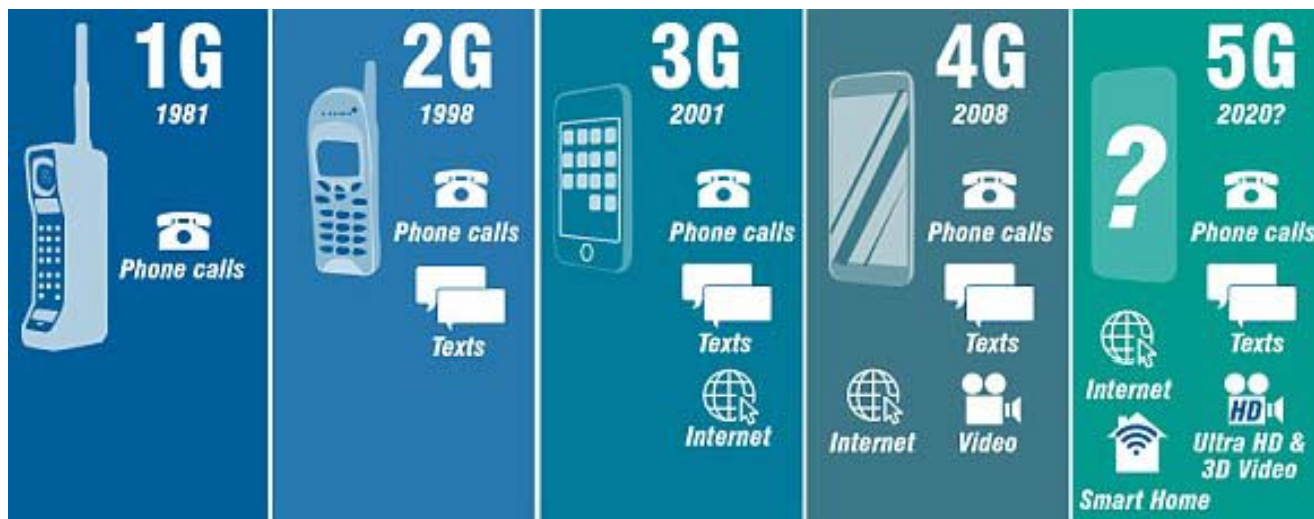 1G
1981
Phone calls
2G
1998
Phone calls
Texts
3G
2001
Phone calls
Texts
Internet
4G
2008
Phone calls
Texts
Internet
Video
5G
2020?
?
Phone calls
Texts
Internet
HD
Ultra HD &
3D Video
Smart Home